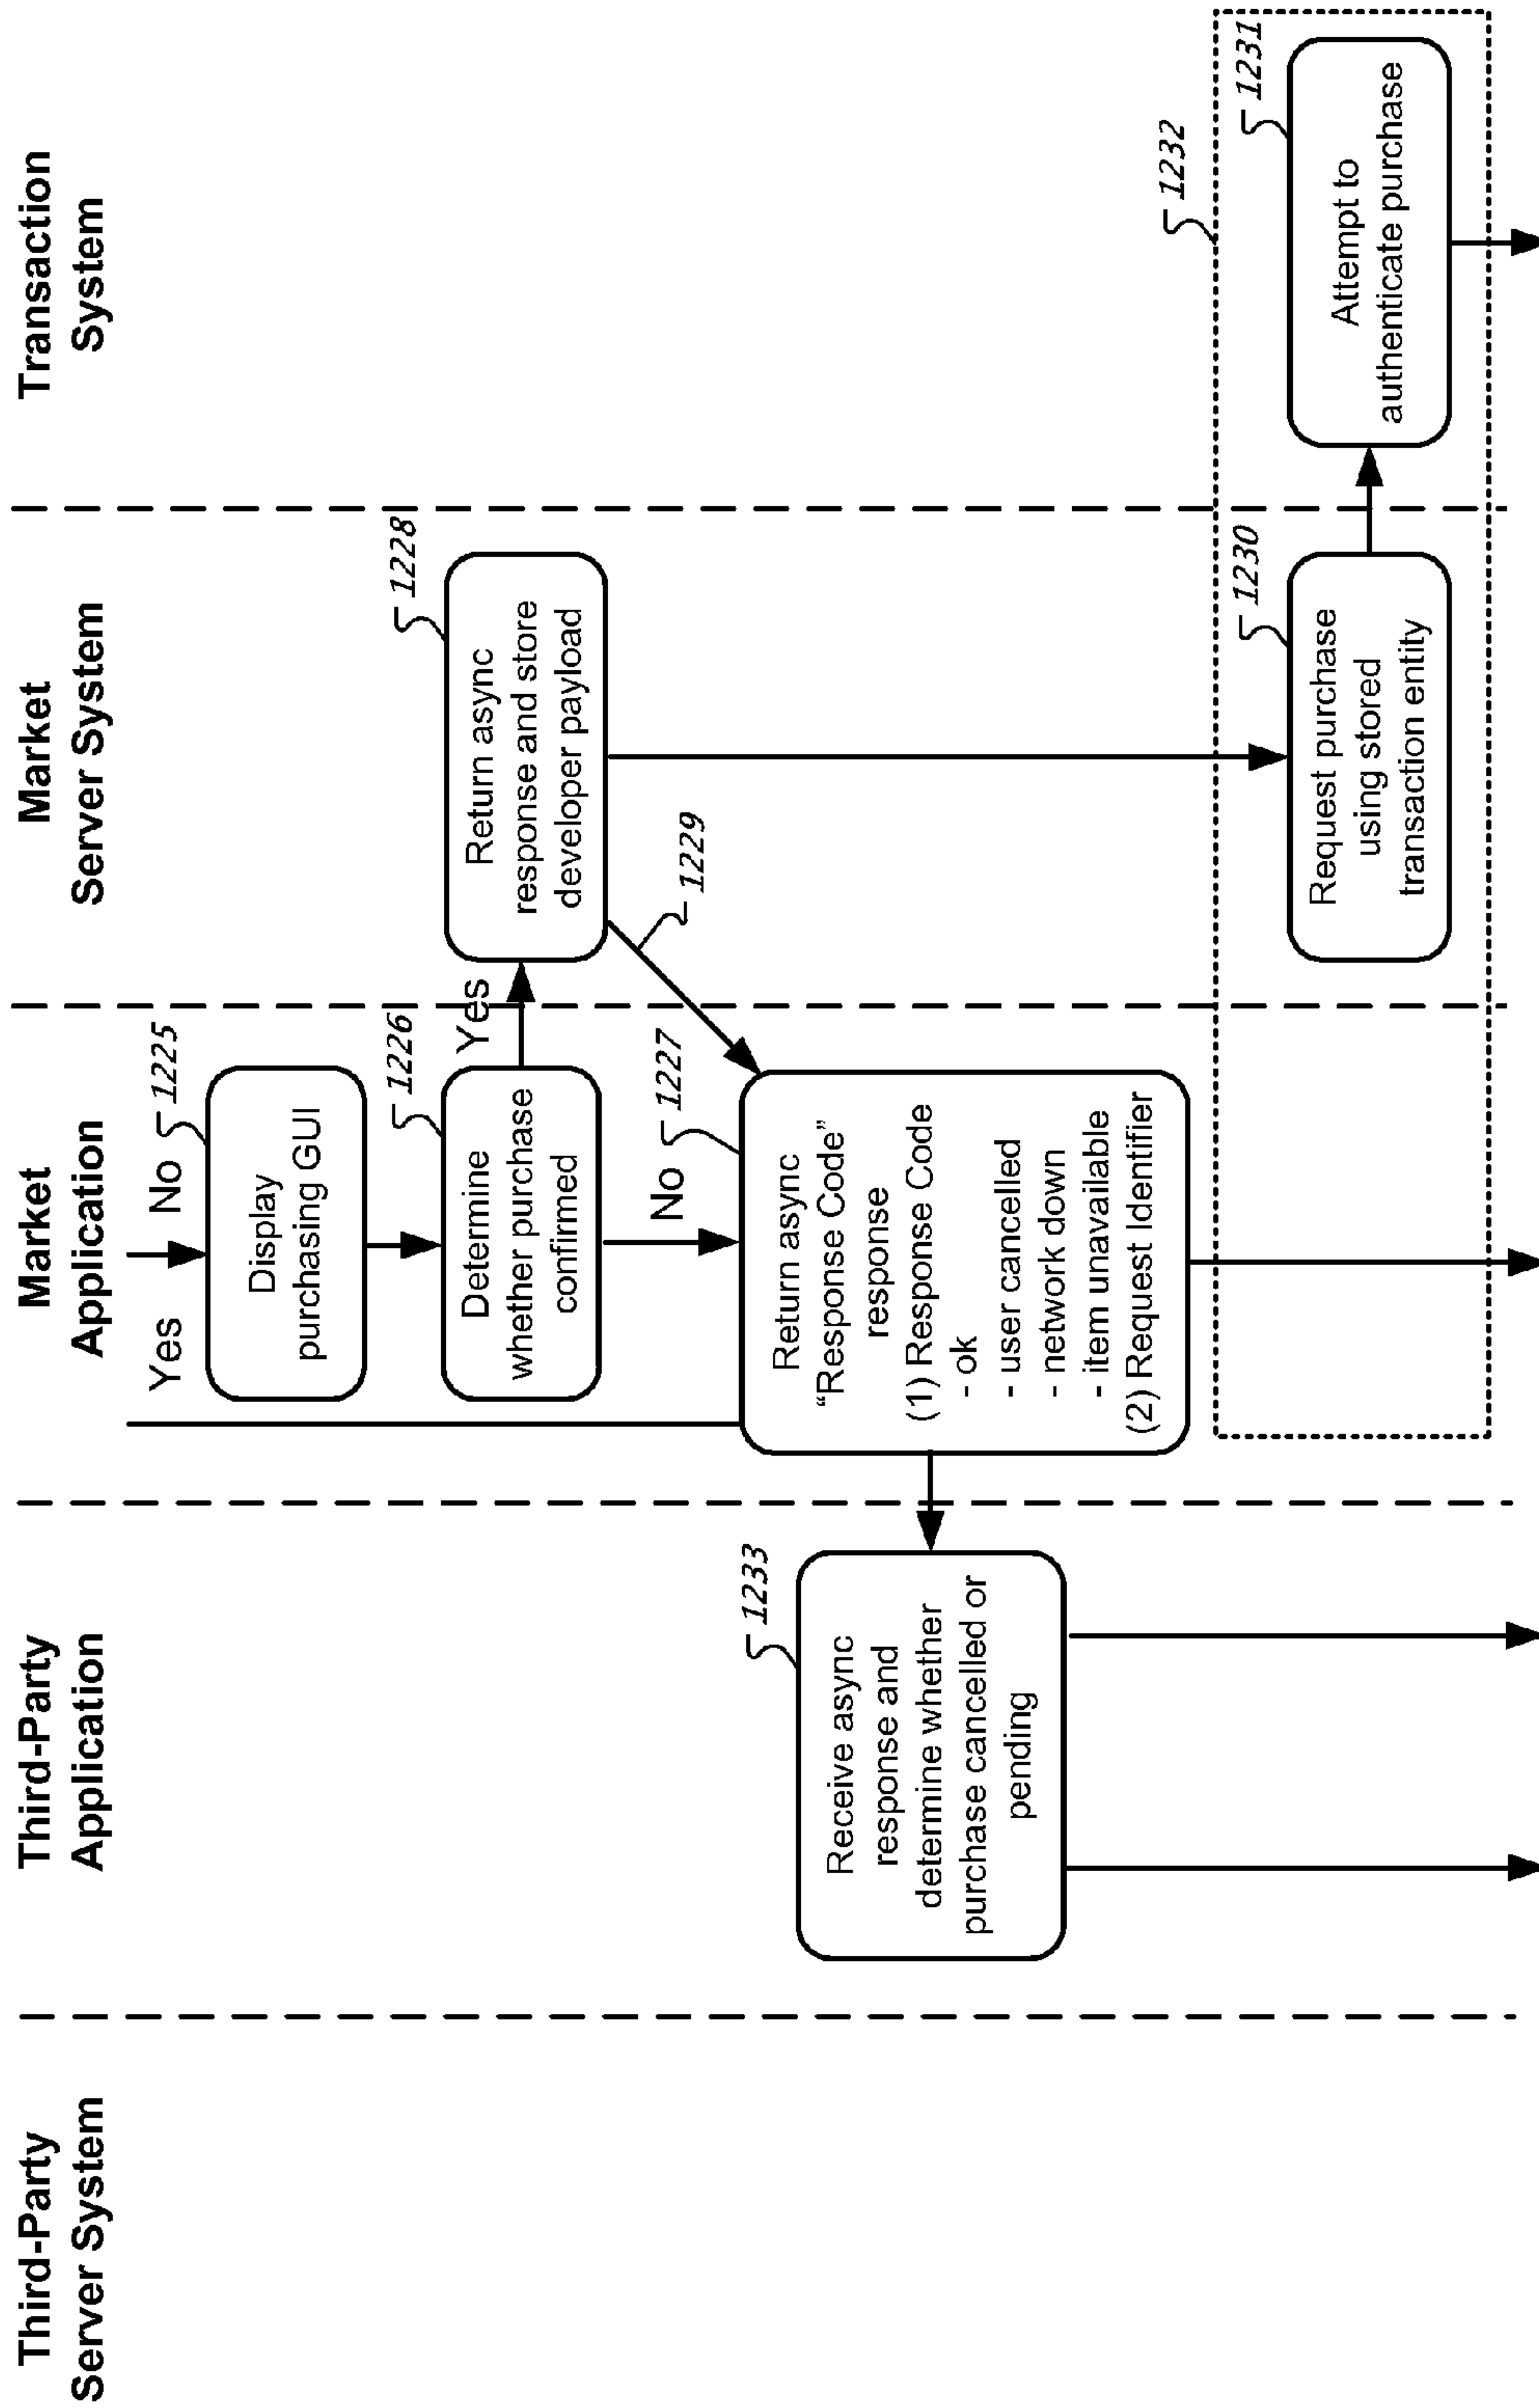 Third-Party
Server System
Third-Party
Application
Market
Application
Market
Server System
Transaction
System
Yes
No
1225
Display
purchasing GUI
1226
Determine
whether purchase
confirmed
Yes
1228
Return async
response and store
developer payload
No
1227
1229
Return async
“Response Code”
response
(1) Response Code
- ok
- user cancelled
- network down
- item unavailable
(2) Request Identifier
1233
Receive async
response and
determine whether
purchase cancelled or
pending
1232
1230
Request purchase
using stored
transaction entity
1231
Attempt to
authenticate purchase